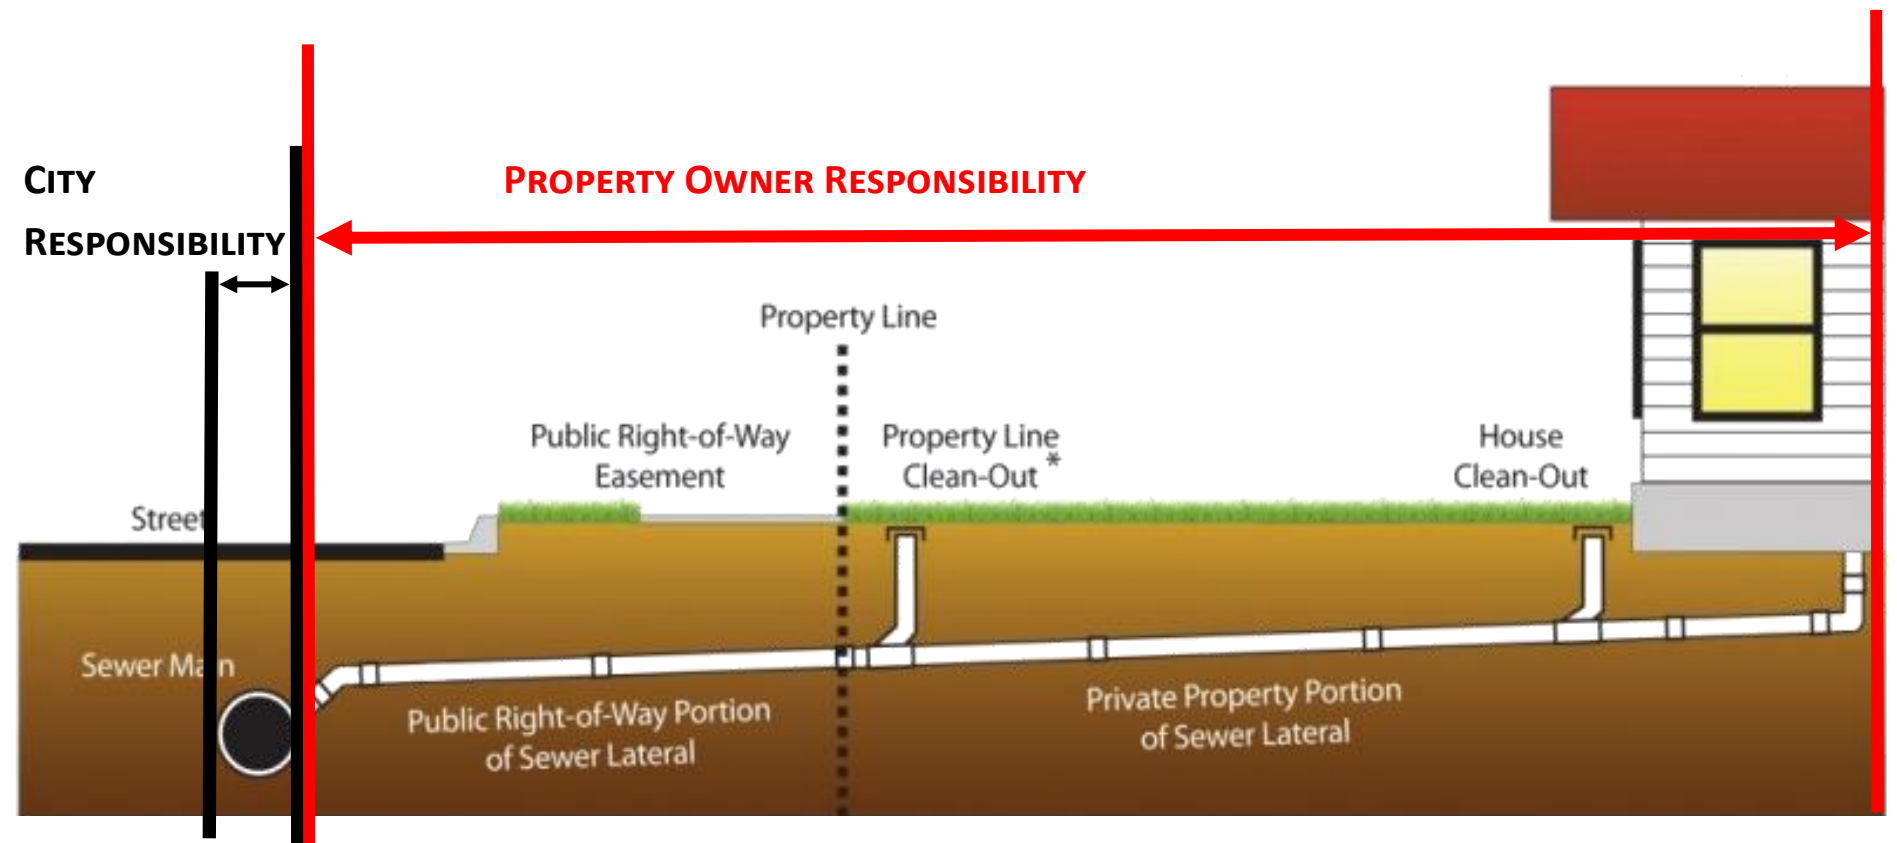 CITY
RESPONSIBILITY
PROPERTY OWNER RESPONSIBILITY
Property Line
Public Right-of-Way
Easement
Property Line
Clean-Out *
House
Clean-Out
Street
Sewer Main
Public Right-of-Way Portion
of Sewer Lateral
Private Property Portion
of Sewer Lateral